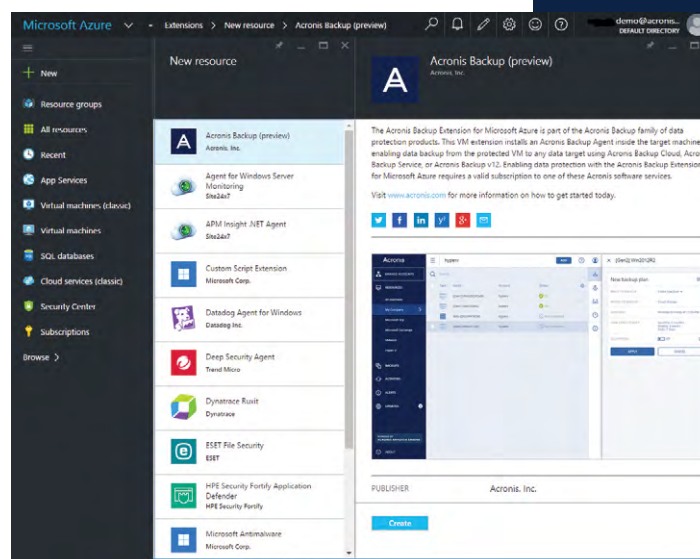 Microsoft Azure
Extensions > New resource > Acronis Backup (preview)
demo@acronis...
DEFAULT DIRECTORY
New
Resource groups
All resources
Recent
App Services
Virtual machines (classic)
Virtual machines
SQL databases
Cloud services (classic)
Security Center
Subscriptions
Browse >
New resource
Acronis Backup (preview)
Acronis, Inc.
Agent for Windows Server
Monitoring
Site24x7
APM Insight .NET Agent
Site24x7
Custom Script Extension
Microsoft Corp.
Datadog Agent for Windows
Datadog Inc.
Deep Security Agent
Trend Micro
Dynatrace Ruxit
Dynatrace
ESET File Security
ESET
HPE Security Fortify Application
Defender
HPE Security Fortify
Microsoft Antimalware
Microsoft Corp.
Acronis Backup (preview)
Acronis, Inc.
The Acronis Backup Extension for Microsoft Azure is part of the Acronis Backup family of data
protection products. This VM extension installs an Acronis Backup Agent inside the target machine
enabling data backup from the protected VM to any data target using Acronis Backup Cloud, Acro
Backup Service, or Acronis Backup v12. Enabling data protection with the Acronis Backup Extension
for Microsoft Azure requires a valid subscription to one of these Acronis software services.
Visit www.acronis.com for more information on how to get started today.
Acronis
New backup plan
PUBLISHER Acronis, Inc.
Create